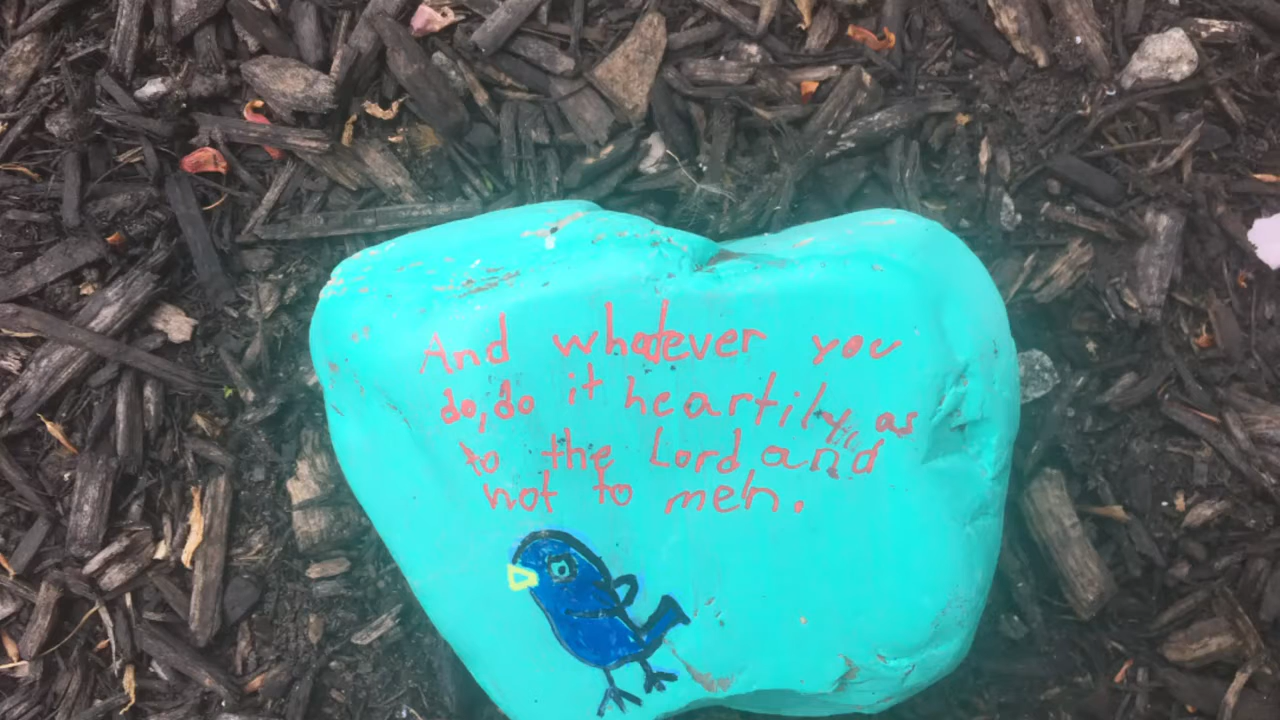 And whatever you
do, do it heartily, as
to the Lord, and
not to men.